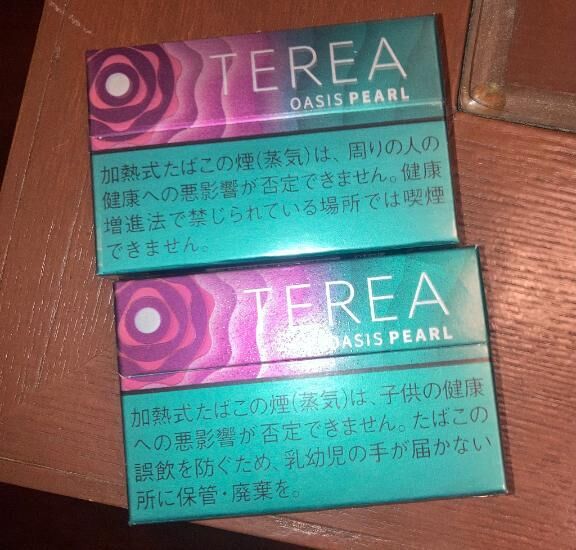 TEREA
OASIS PEARL
加熱式たばこの煙(蒸気)は、周りの人の
健康への悪影響が否定できません。健康
増進法で禁じられている場所では喫煙
できません。
TEREA
OASIS PEARL
加熱式たばこの煙(蒸気)は、子供の健康
への悪影響が否定できません。たばこの
誤飲を防ぐため、乳幼児の手が届かない
所に保管・廃棄を。